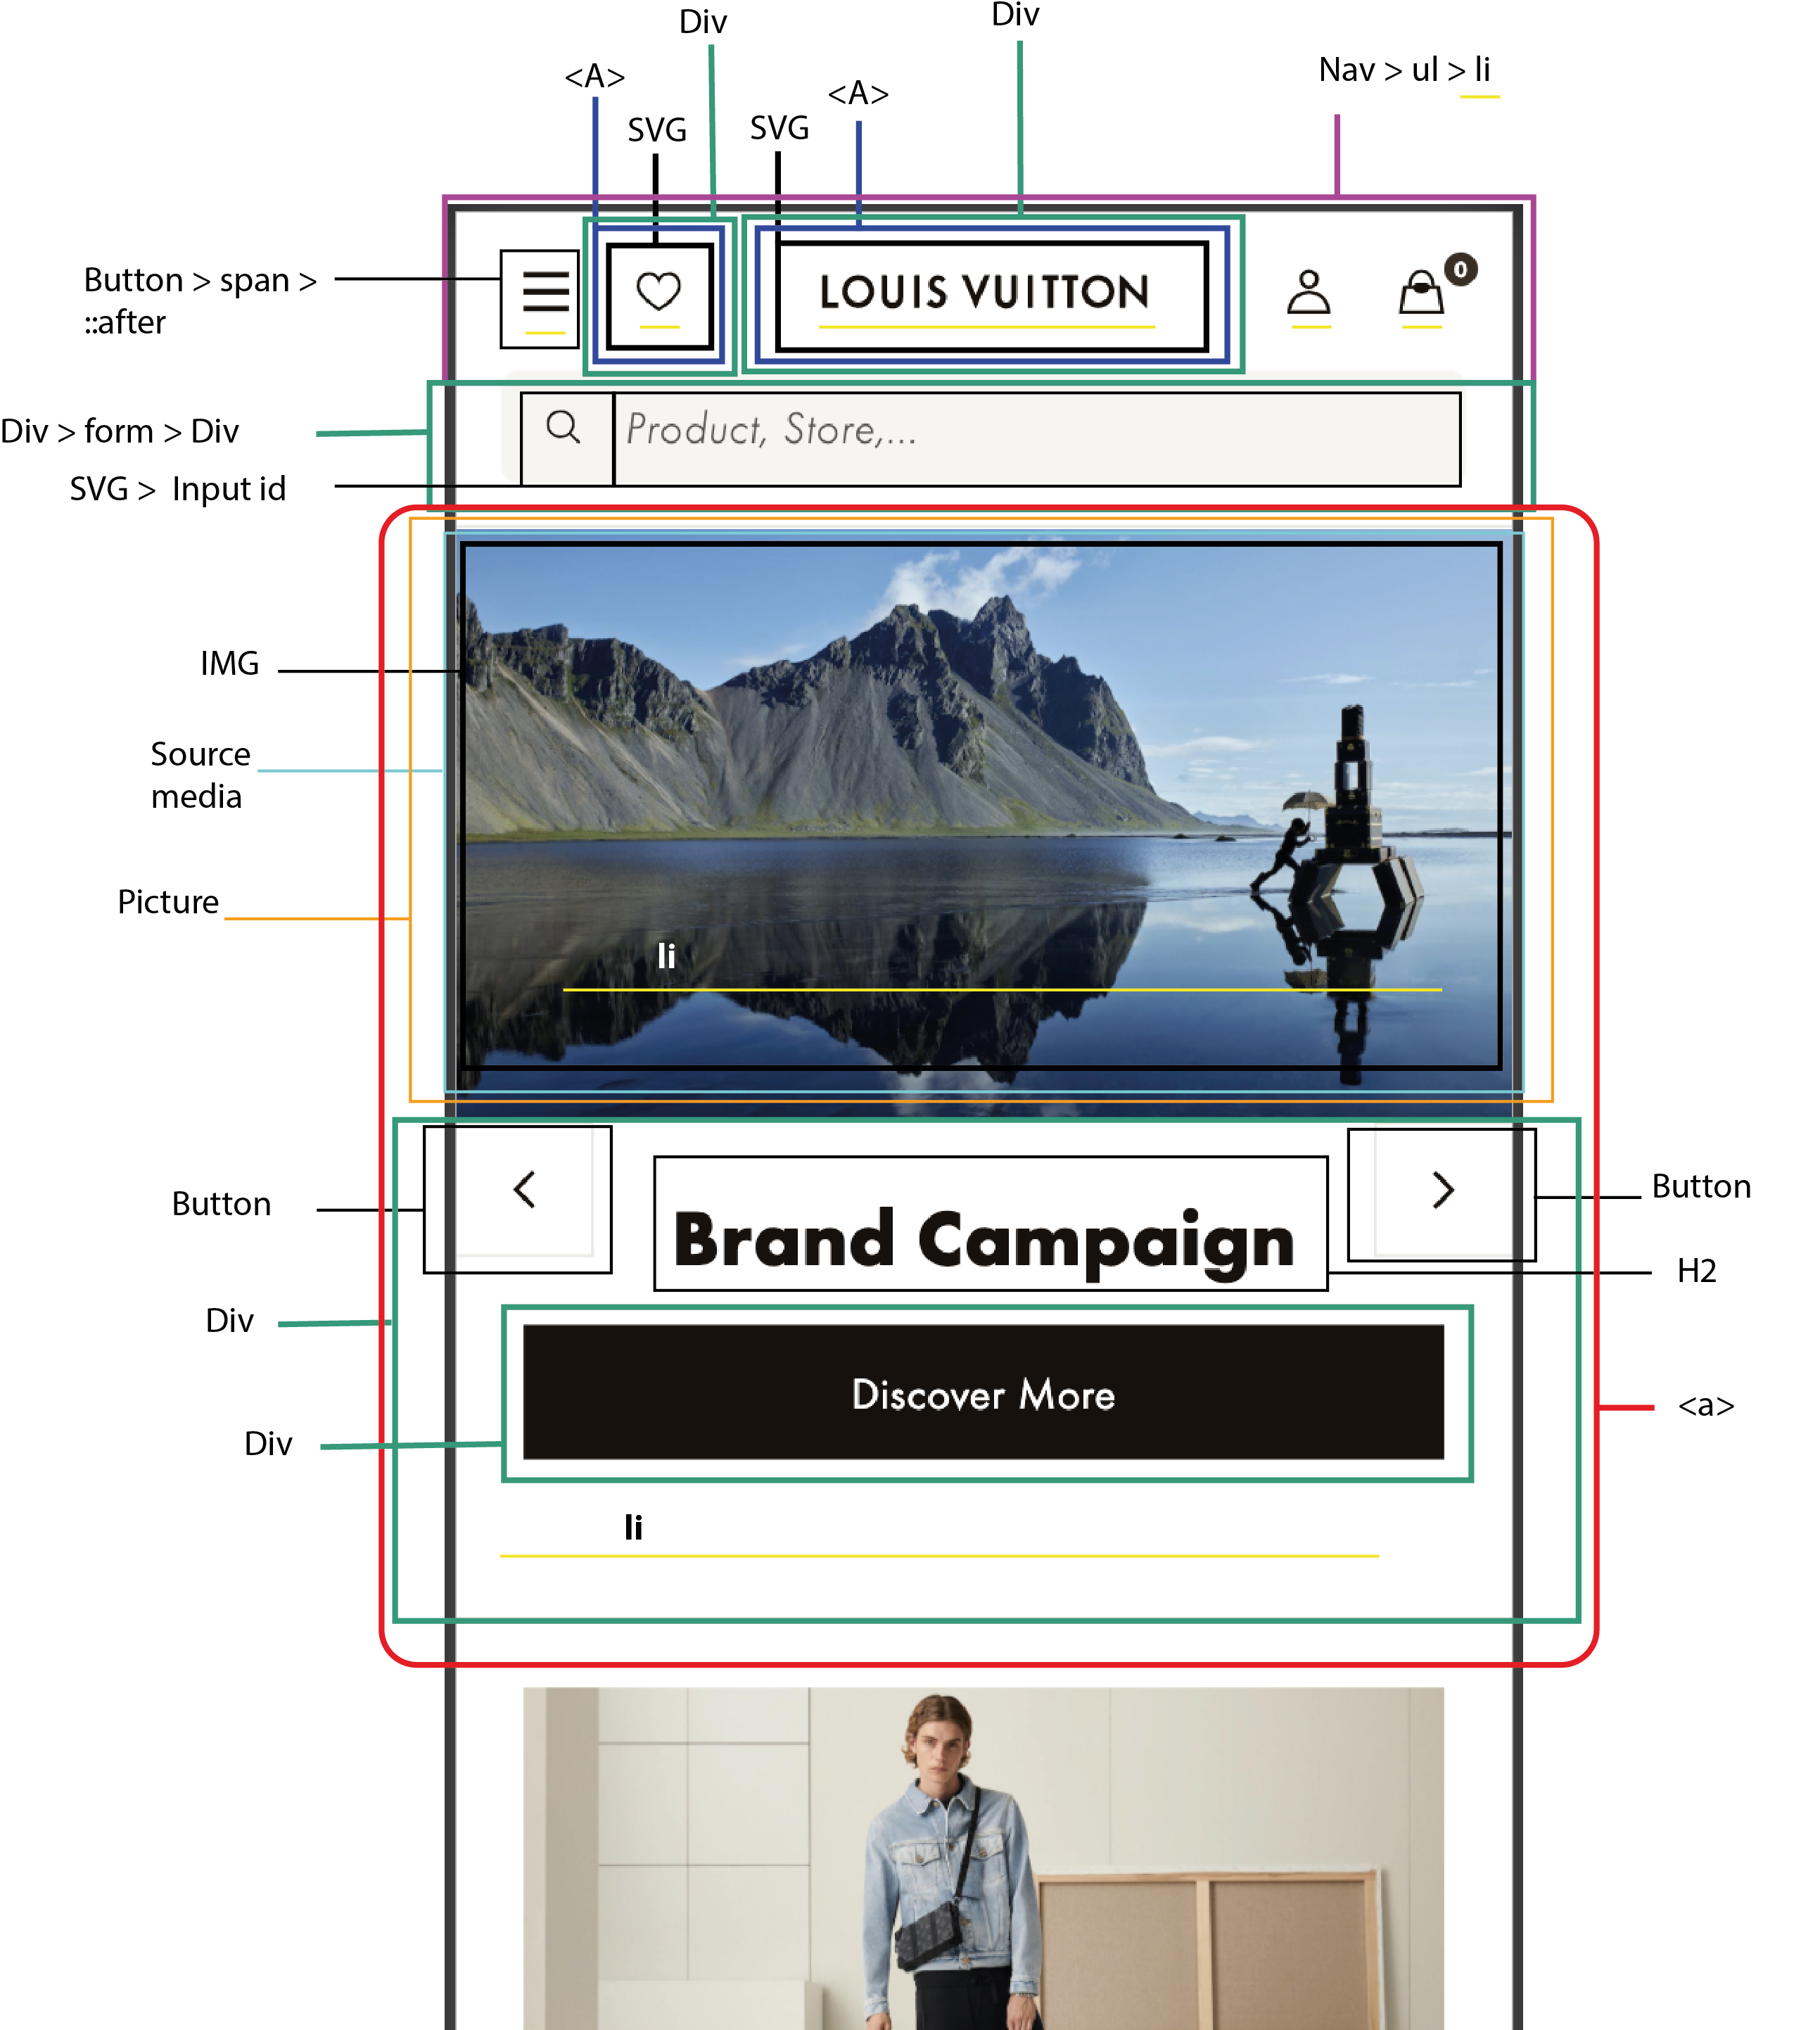 Div
Div
<A>
<A>
Nav > ul > li
SVG
SVG
Button > span >
::after
LOUIS VUITTON
0
Div > form > Div
Product, Store,...
SVG > Input id
IMG
Source
media
Picture
li
Button
Button
Brand Campaign
H2
Div
Discover More
<a>
Div
li